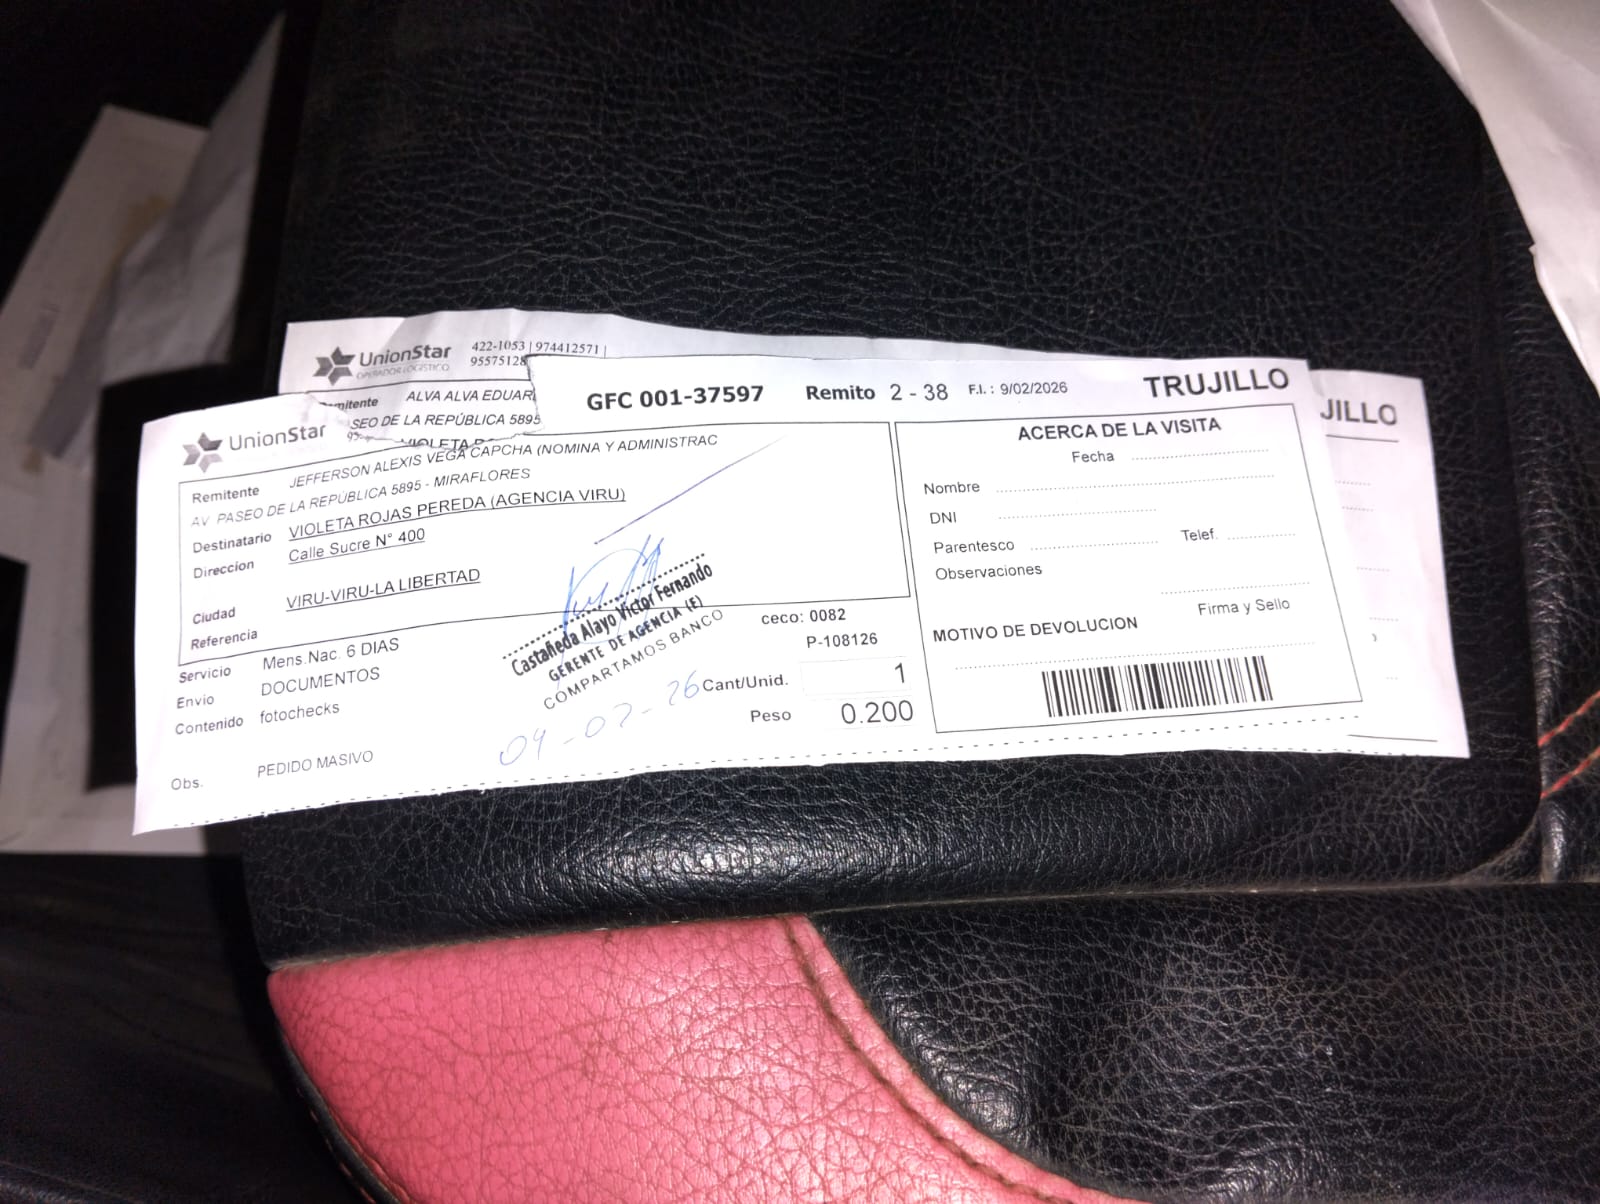 UnionStar
OPERADOR LOGÍSTICO
422-1053 | 974412571 |
95575128
Remitente ALVA ALVA EDUAR
SEO DE LA REPÚBLICA 5895
VIOLETA
JILLO
UnionStar
GFC 001-37597 Remito 2 - 38 F.I.: 9/02/2026 TRUJILLO
Remitente JEFFERSON ALEXIS VEGA CAPCHA (NOMINA Y ADMINISTRAC
AV PASEO DE LA REPÚBLICA 5895 - MIRAFLORES
Destinatario VIOLETA ROJAS PEREDA (AGENCIA VIRU)
Direccion Calle Sucre N° 400
Ciudad VIRU-VIRU-LA LIBERTAD
Referencia
Servicio Mens.Nac. 6 DIAS
Envio DOCUMENTOS
Contenido fotochecks
Obs. PEDIDO MASIVO
Castañeda Alayo Victor Fernando
GERENTE DE AGENCIA (E)
COMPARTAMOS BANCO
09-02-26
ceco: 0082
P-108126
Cant/Unid. 1
Peso 0.200
ACERCA DE LA VISITA
Fecha
Nombre
DNI
Parentesco Telef.
Observaciones
Firma y Sello
MOTIVO DE DEVOLUCION